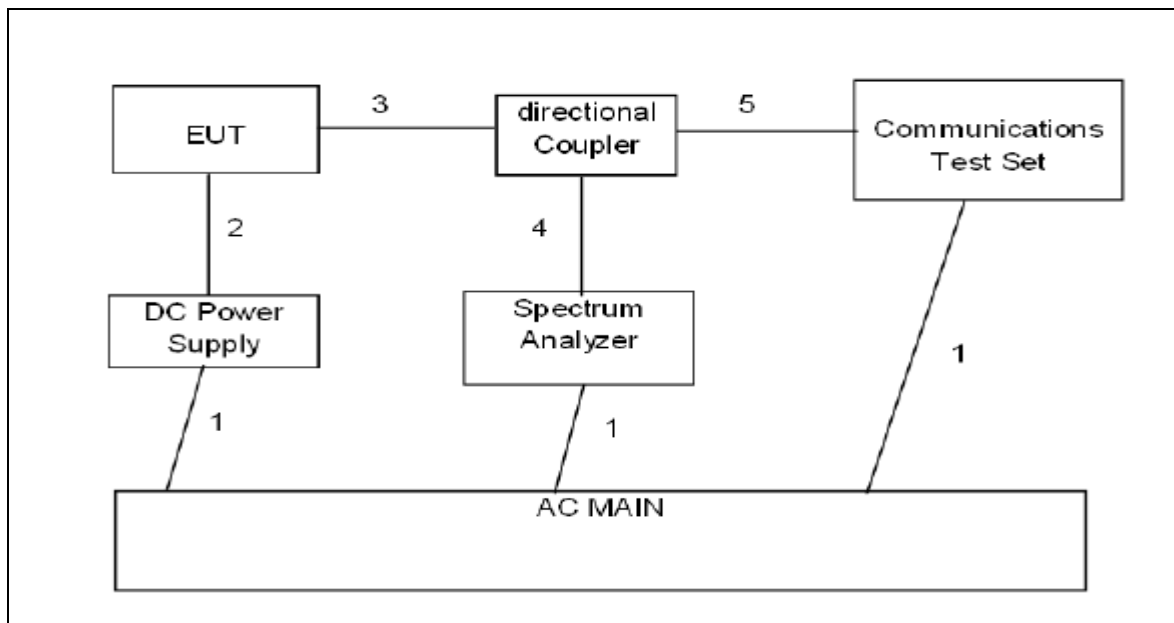 EUT
3
directional
Coupler
5
Communications
Test Set
2
4
DC Power
Supply
Spectrum
Analyzer
1
1
1
AC MAIN